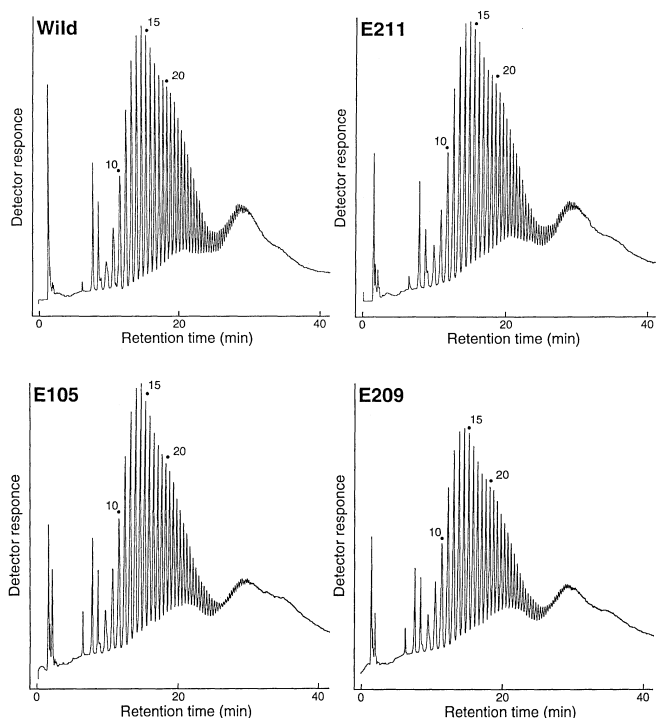 Wild
15
20
10
Detector responce
0 20 40
Retention time (min)
E211
15
20
10
Detector responce
0 20 40
Retention time (min)
E105
15
20
10
Detector responce
0 20 40
Retention time (min)
E209
15
20
10
Detector responce
0 20 40
Retention time (min)